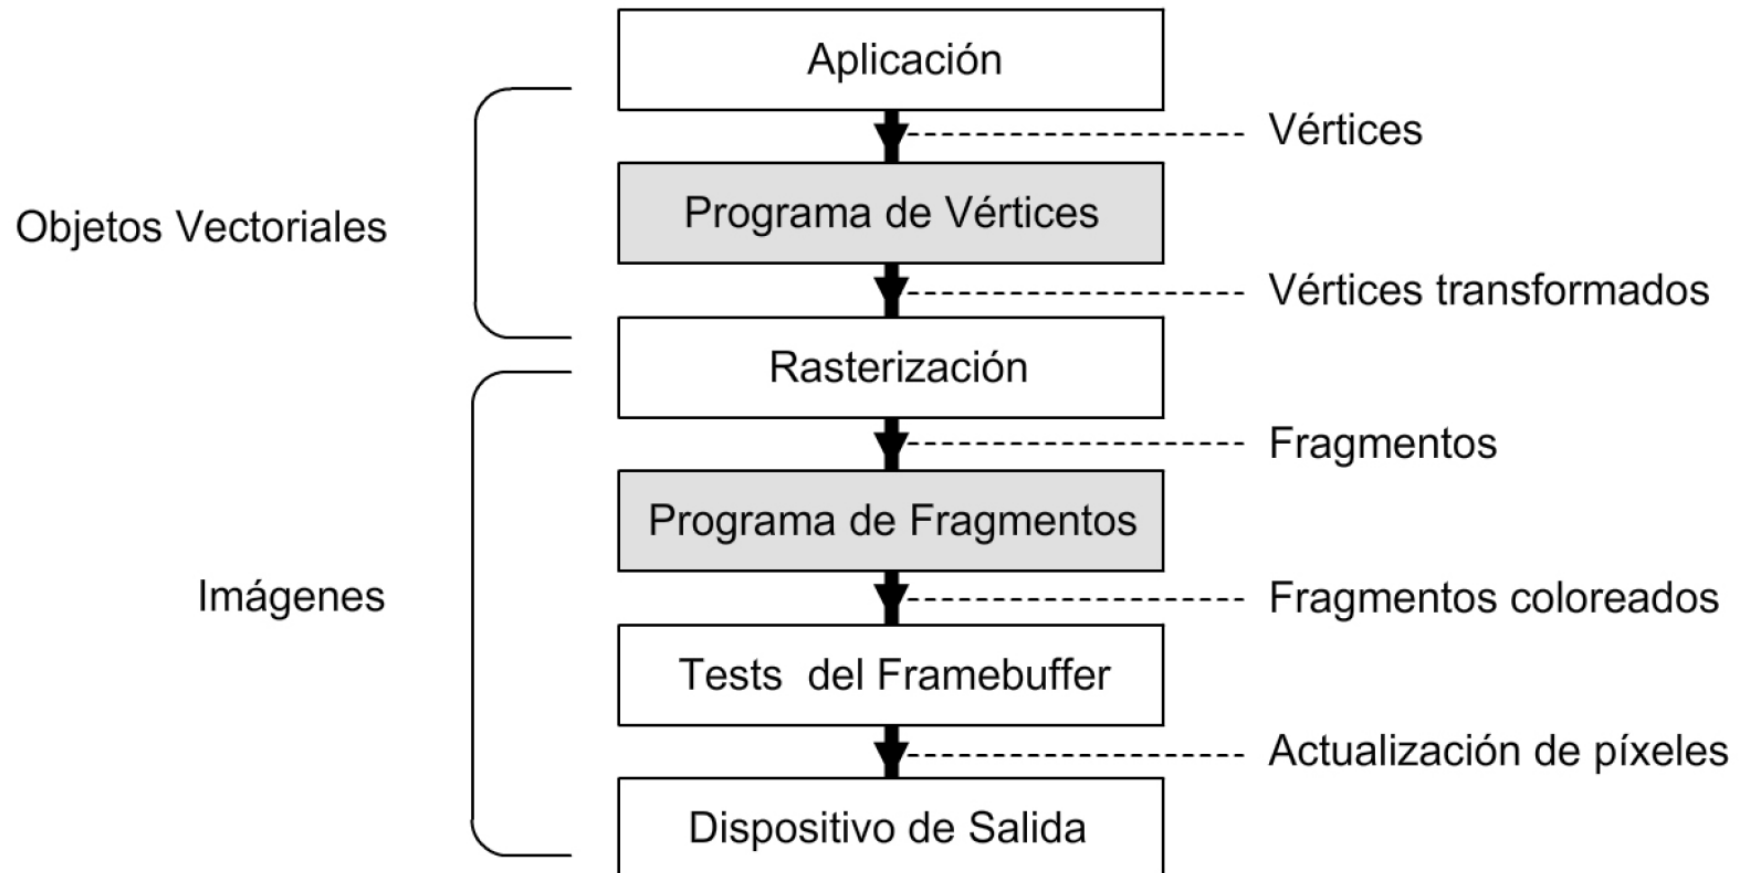 Aplicación
Vértices
Programa de Vértices
Objetos Vectoriales
Vértices transformados
Rasterización
Fragmentos
Programa de Fragmentos
Imágenes
Fragmentos coloreados
Tests del Framebuffer
Actualización de píxeles
Dispositivo de Salida